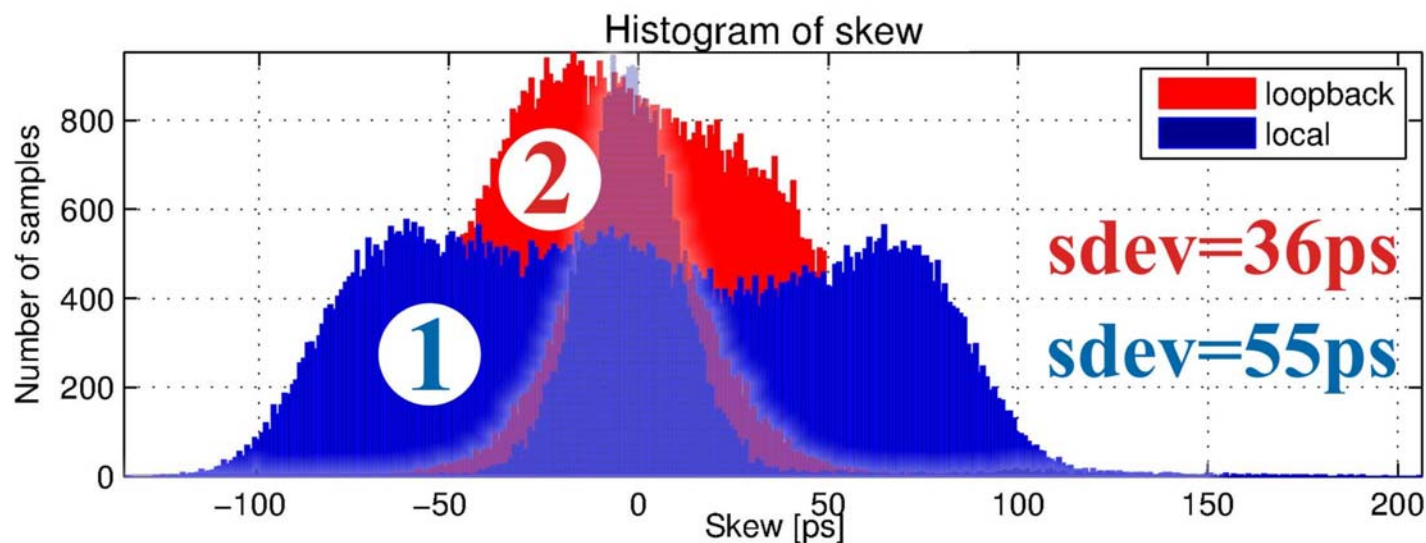 Histogram of skew
Number of samples
800
600
400
200
0
loopback
local
2
1
sdev=36ps
sdev=55ps
−100
−50
0
50
100
150
200
Skew [ps]